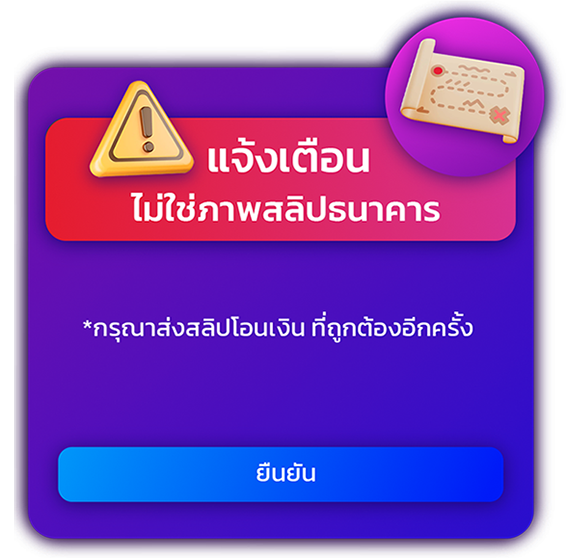 แจ้งเตือน
ไม่ใช่ภาพสลิปธนาคาร
*กรุณาส่งสลิปโอนเงิน ที่ถูกต้องอีกครั้ง
ยืนยัน